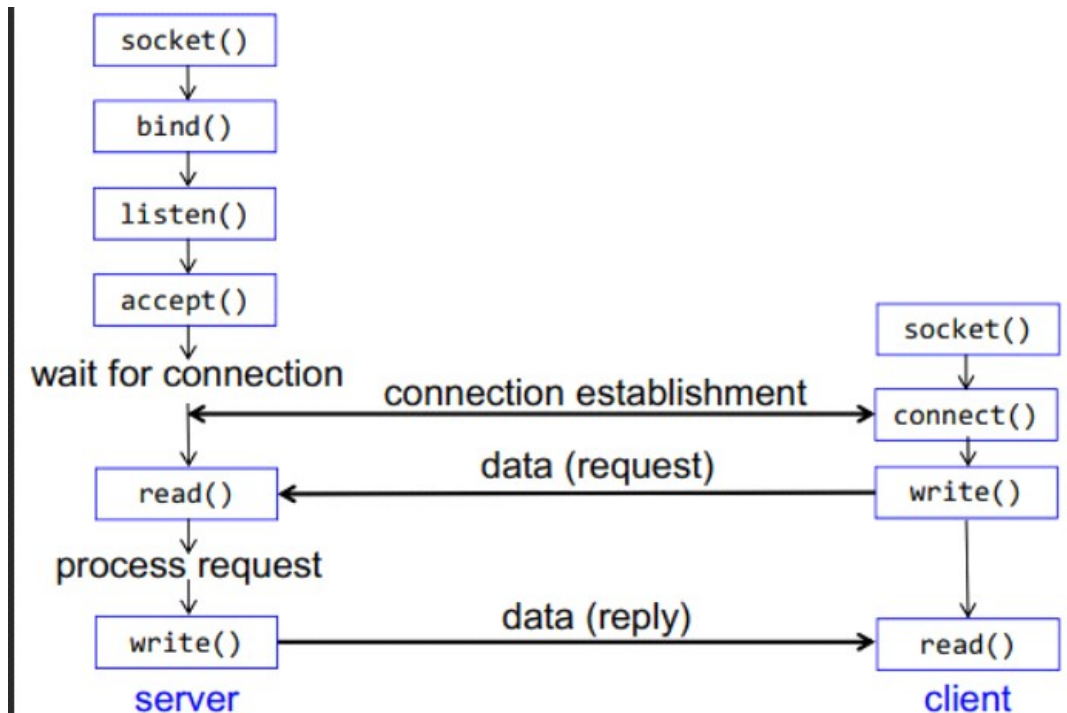 socket()
bind()
listen()
accept()
socket()
wait for connection
connection establishment
connect()
data (request)
read()
write()
process request
data (reply)
write()
read()
server
client